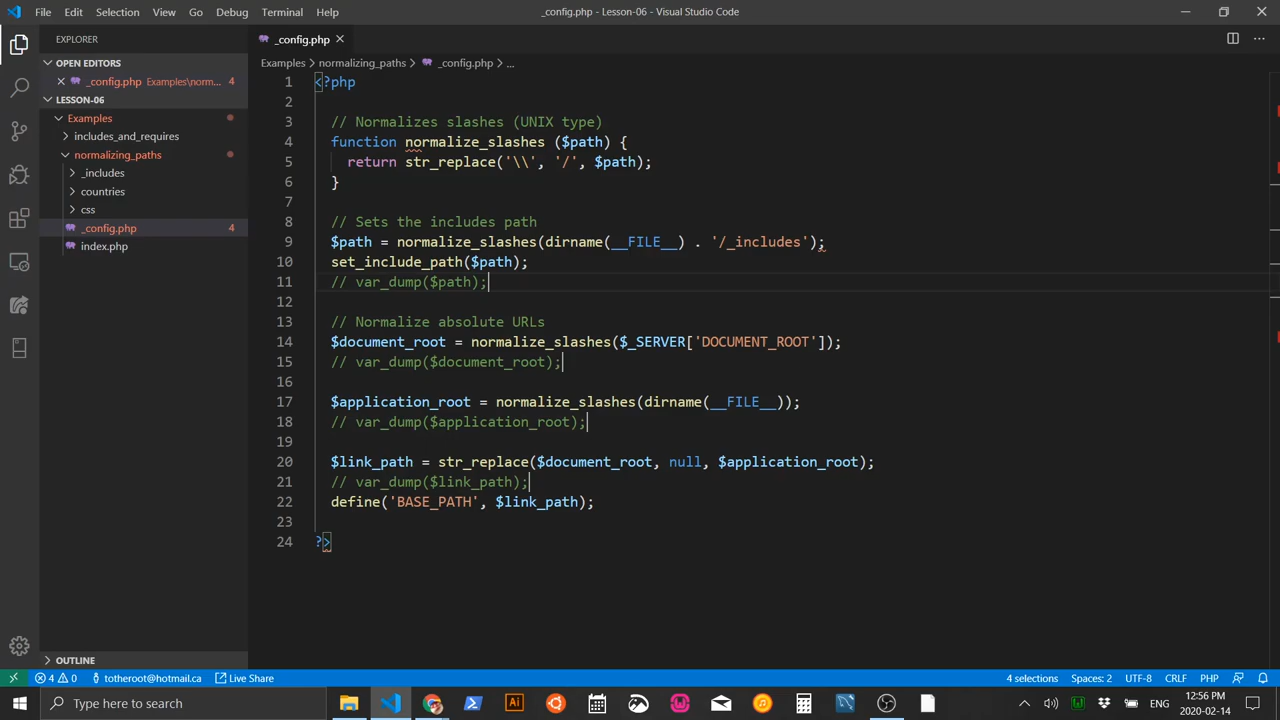 File Edit Selection View Go Debug Terminal Help _config.php - Lesson-06 - Visual Studio Code
EXPLORER
OPEN EDITORS
_config.php Examples\norm... 4
LESSON-06
Examples
includes_and_requires
normalizing_paths
_includes
countries
css
_config.php 4
index.php
OUTLINE
_config.php
Examples > normalizing_paths > _config.php > ...
1 <?php
2
3 // Normalizes slashes (UNIX type)
4 function normalize_slashes ($path) {
5 return str_replace('\\', '/', $path);
6 }
7
8 // Sets the includes path
9 $path = normalize_slashes(dirname(__FILE__) . '/_includes');
10 set_include_path($path);
11 // var_dump($path);
12
13 // Normalize absolute URLs
14 $document_root = normalize_slashes($_SERVER['DOCUMENT_ROOT']);
15 // var_dump($document_root);
16
17 $application_root = normalize_slashes(dirname(__FILE__));
18 // var_dump($application_root);
19
20 $link_path = str_replace($document_root, null, $application_root);
21 // var_dump($link_path);
22 define('BASE_PATH', $link_path);
23
24 ?>
4 0 totheroot@hotmail.ca Live Share 4 selections Spaces: 2 UTF-8 CRLF PHP
Type here to search Ai ENG 12:56 PM
2020-02-14